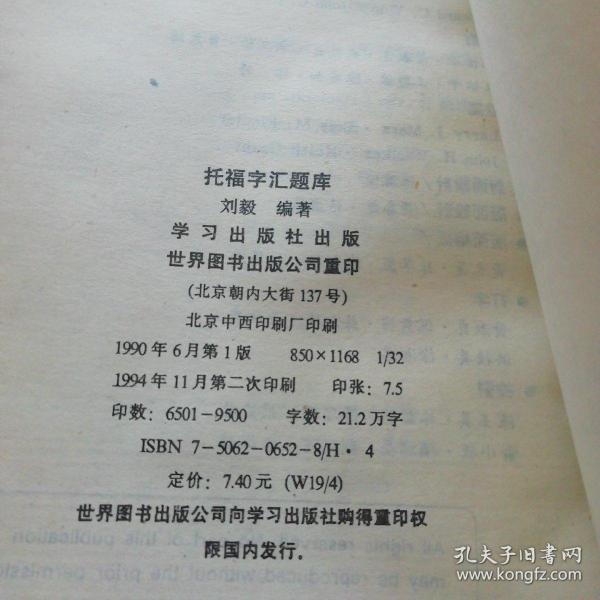 托福字汇题库
刘毅 编著
学习出版社出版
世界图书出版公司重印
(北京朝内大街137号)
北京中西印刷厂印刷
1990年6月第1版 850×1168 1/32
1994年11月第二次印刷 印张: 7.5
印数: 6501-9500 字数: 21.2万字
ISBN 7-5062-0652-8/H·4
定价: 7.40元 (W19/4)
世界图书出版公司向学习出版社购得重印权
限国内发行.
孔夫子旧书网
www.kongfz.com